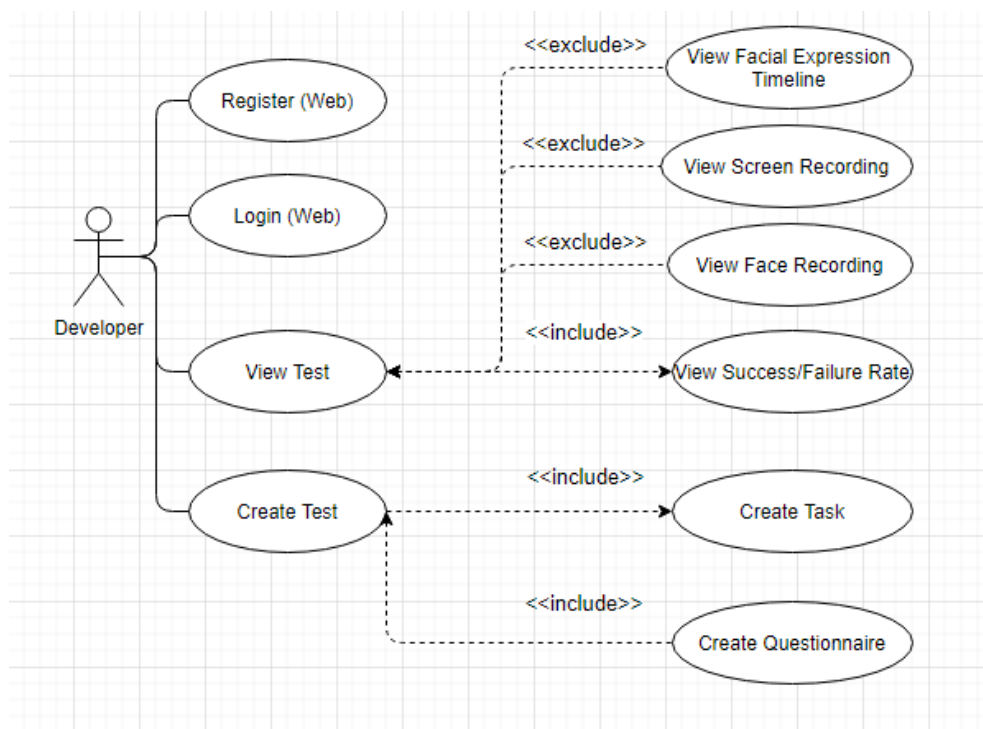 <<exclude>>
View Facial Expression
Timeline
Register (Web)
<<exclude>>
View Screen Recording
Login (Web)
<<exclude>>
View Face Recording
Developer
<<include>>
View Test
View Success/Failure Rate
<<include>>
Create Test
Create Task
<<include>>
Create Questionnaire